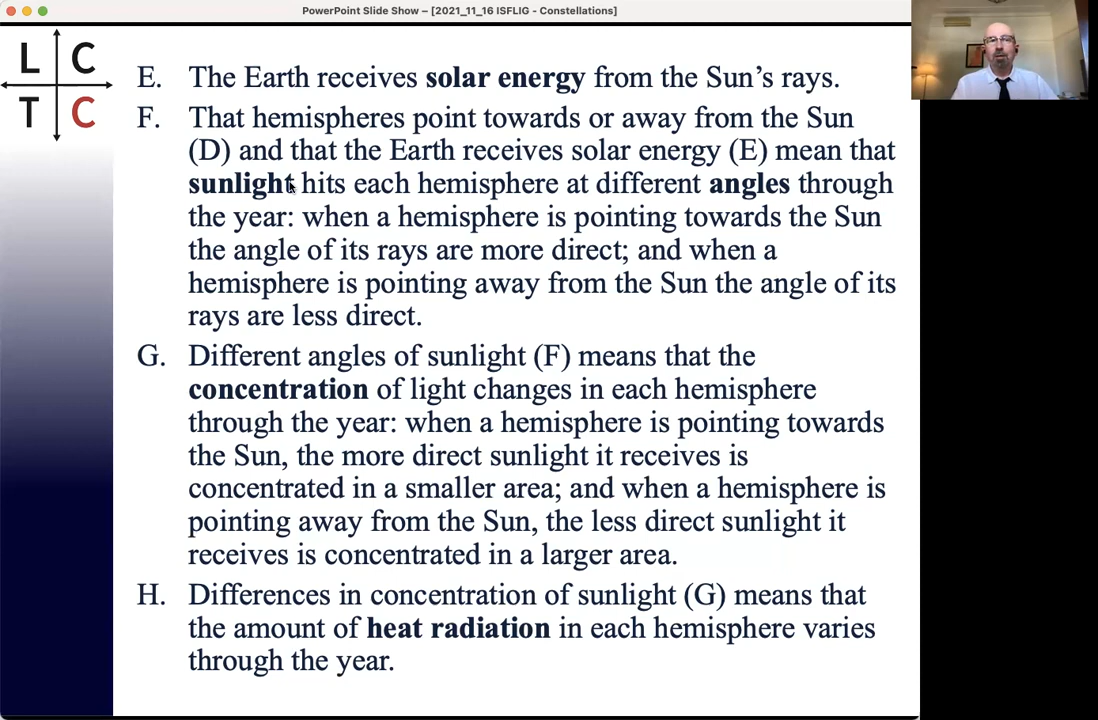 PowerPoint Slide Show – [2021_11_16 ISFLIG - Constellations]
L C
T C
E. The Earth receives solar energy from the Sun’s rays.
F. That hemispheres point towards or away from the Sun
(D) and that the Earth receives solar energy (E) mean that
sunlight hits each hemisphere at different angles through
the year: when a hemisphere is pointing towards the Sun
the angle of its rays are more direct; and when a
hemisphere is pointing away from the Sun the angle of its
rays are less direct.
G. Different angles of sunlight (F) means that the
concentration of light changes in each hemisphere
through the year: when a hemisphere is pointing towards
the Sun, the more direct sunlight it receives is
concentrated in a smaller area; and when a hemisphere is
pointing away from the Sun, the less direct sunlight it
receives is concentrated in a larger area.
H. Differences in concentration of sunlight (G) means that
the amount of heat radiation in each hemisphere varies
through the year.